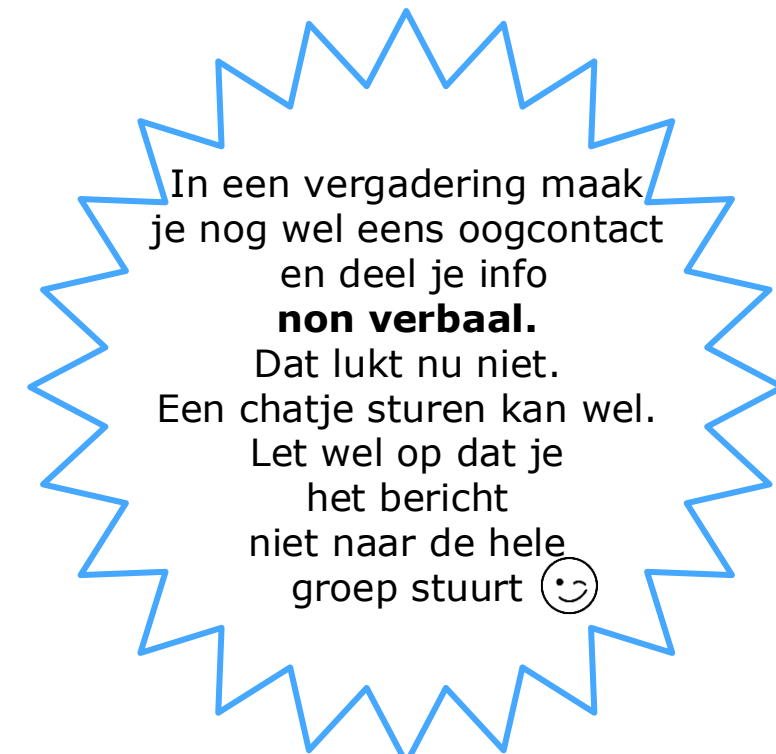 In een vergadering maak
je nog wel eens oogcontact
en deel je info
non verbaal.
Dat lukt nu niet.
Een chatje sturen kan wel.
Let wel op dat je
het bericht
niet naar de hele
groep stuurt